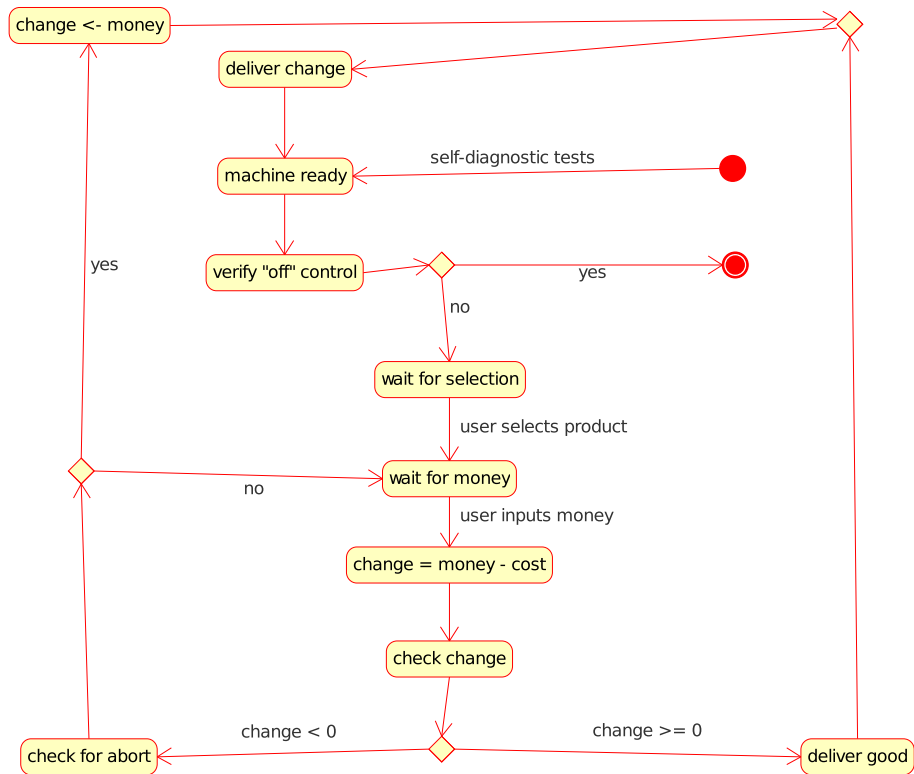 change <- money
deliver change
self-diagnostic tests
machine ready
yes
verify "off" control
yes
no
wait for selection
user selects product
wait for money
no
user inputs money
change = money - cost
check change
change < 0
change >= 0
check for abort
deliver good